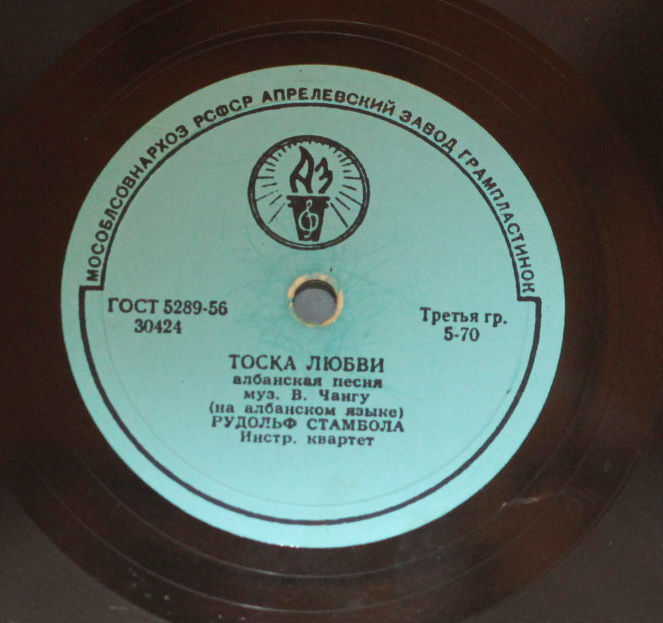 МОСОБЛСОВНАРХОЗ РСФСР АПРЕЛЕВСКИЙ ЗАВОД ГРАМПЛАСТИНОК
АЗ
ГОСТ 5289-56
30424
Третья гр.
5-70
ТОСКА ЛЮБВИ
албанская песня
муз. В. Чангу
(на албанском языке)
РУДОЛЬФ СТАМБОЛА
Инстр. квартет